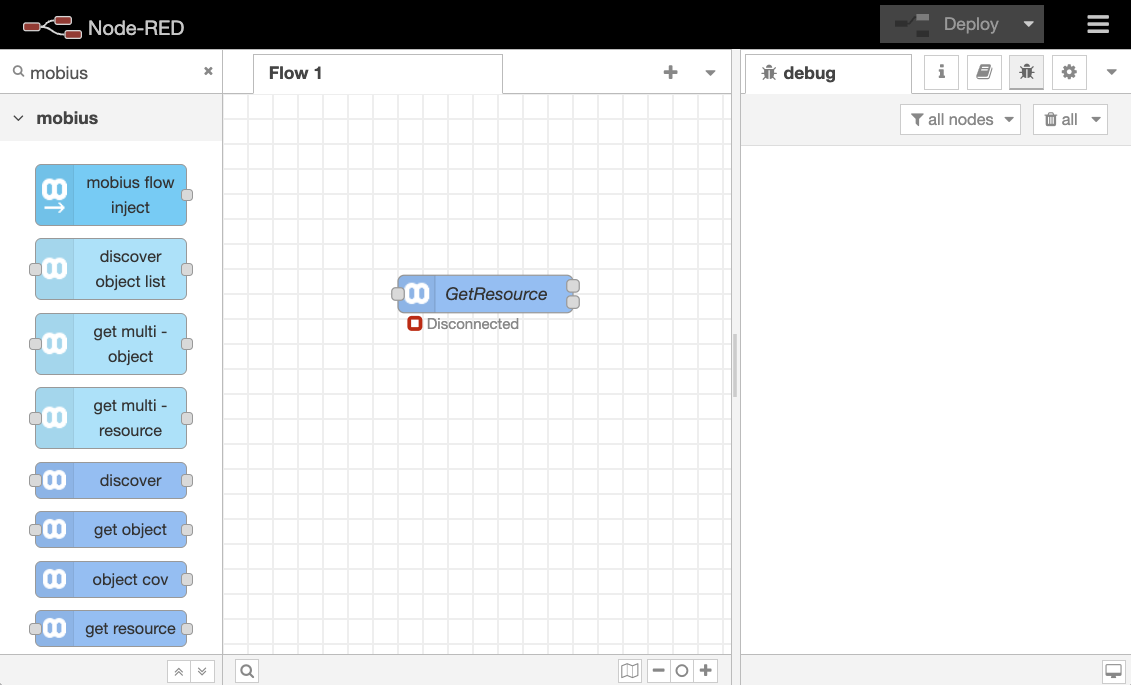 Node-RED
Deploy
mobius
Flow 1
debug
mobius
all nodes
all
mobius flow
inject
discover
object list
get multi -
object
get multi -
resource
discover
get object
object cov
get resource
GetResource
Disconnected